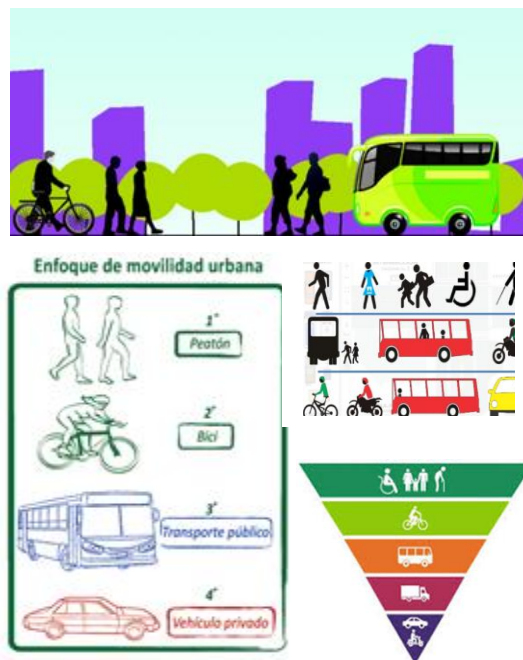 Enfoque de movilidad urbana
1°
Peatón
2°
Bici
3°
Transporte público
4°
Vehículo privado